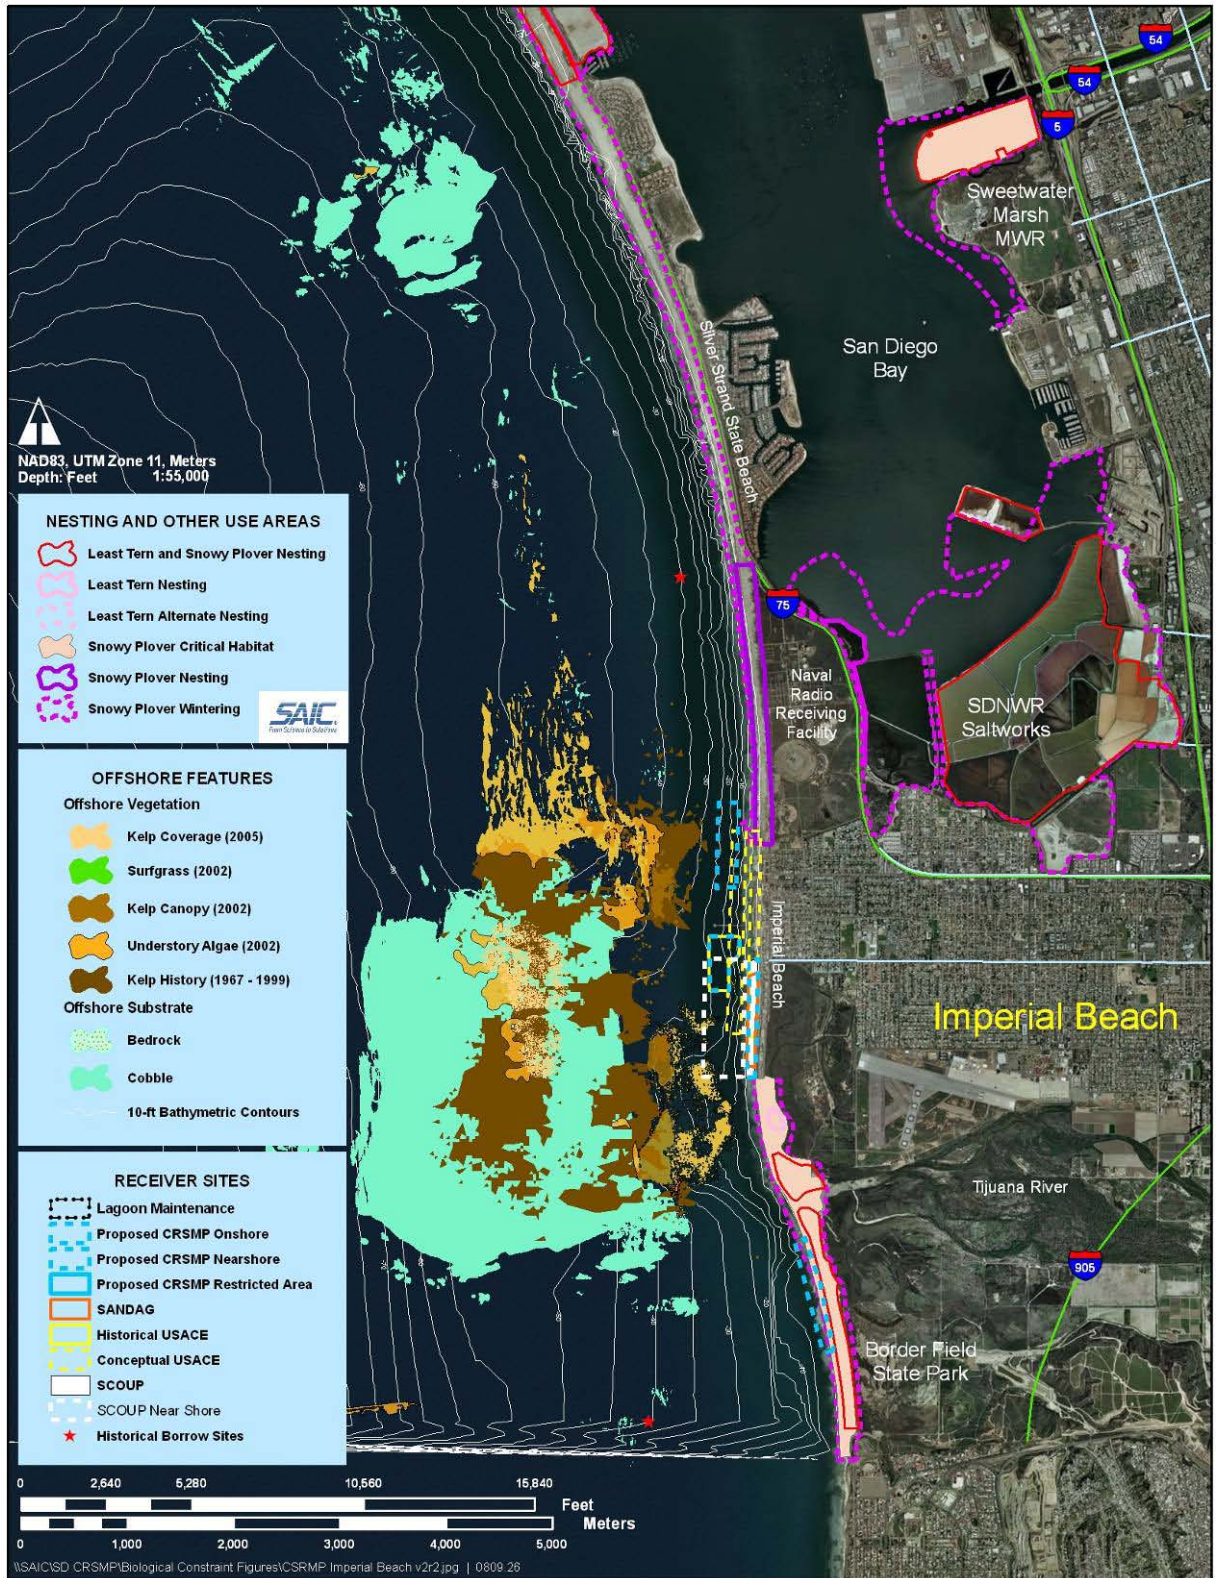 54
54
5
Sweetwater
Marsh
MWR
San Diego
Bay
Silver Strand State Beach
NAD83, UTM Zone 11, Meters
Depth: Feet 1:55,000
75
NESTING AND OTHER USE AREAS
Least Tern and Snowy Plover Nesting
Least Tern Nesting
Least Tern Alternate Nesting
Snowy Plover Critical Habitat
Snowy Plover Nesting
Snowy Plover Wintering
SAIC
From Science to Solutions
Naval
Radio
Receiving
Facility
SDNWR
Saltworks
OFFSHORE FEATURES
Offshore Vegetation
Kelp Coverage (2005)
Surfgrass (2002)
Kelp Canopy (2002)
Understory Algae (2002)
Kelp History (1967 - 1999)
Offshore Substrate
Bedrock
Cobble
10-ft Bathymetric Contours
Imperial Beach
Imperial Beach
RECEIVER SITES
Lagoon Maintenance
Proposed CRSMP Onshore
Proposed CRSMP Nearshore
Proposed CRSMP Restricted Area
SANDAG
Historical USACE
Conceptual USACE
SCOUP
SCOUP Near Shore
Historical Borrow Sites
Tijuana River
905
Border Field
State Park
0 2,640 5,280 10,560 15,840
Feet
Meters
0 1,000 2,000 3,000 4,000 5,000
\\SAIC\SD CRSMP\Biological Constraint Figures\CSRMP Imperial Beach v2r2.jpg | 0809.26